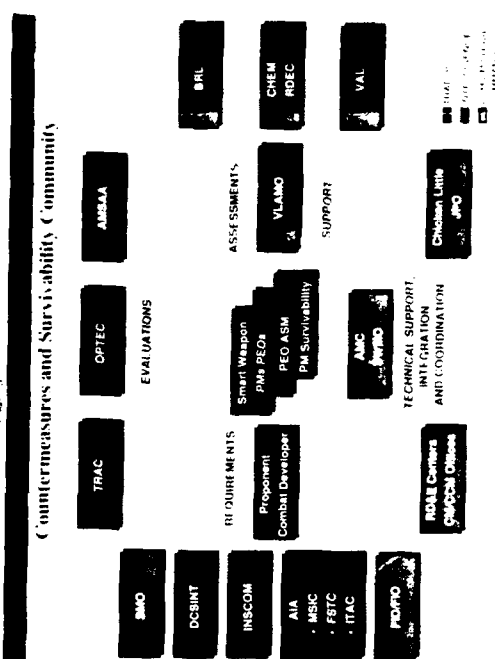 Countermeasures and Survivability Community
TRAC
OPTEC
AMSAA
EVALUATIONS
SMO
DCSINT
INSCOM
AIA
• MSIC
• FSTC
• ITAC
PID/FIO
REQUIREMENTS
Proponent
Combat Developer
Smart Weapon
PMs PEOs
PEO ASM
PM Survivability
ASSESSMENTS
VLAMO
SUPPORT
BRL
CHEM
RDEC
VAL
RD&E Centers
CM/CCM Offices
AMC
TECHNICAL SUPPORT,
INTEGRATION
AND COORDINATION
Chicken Little
JPO